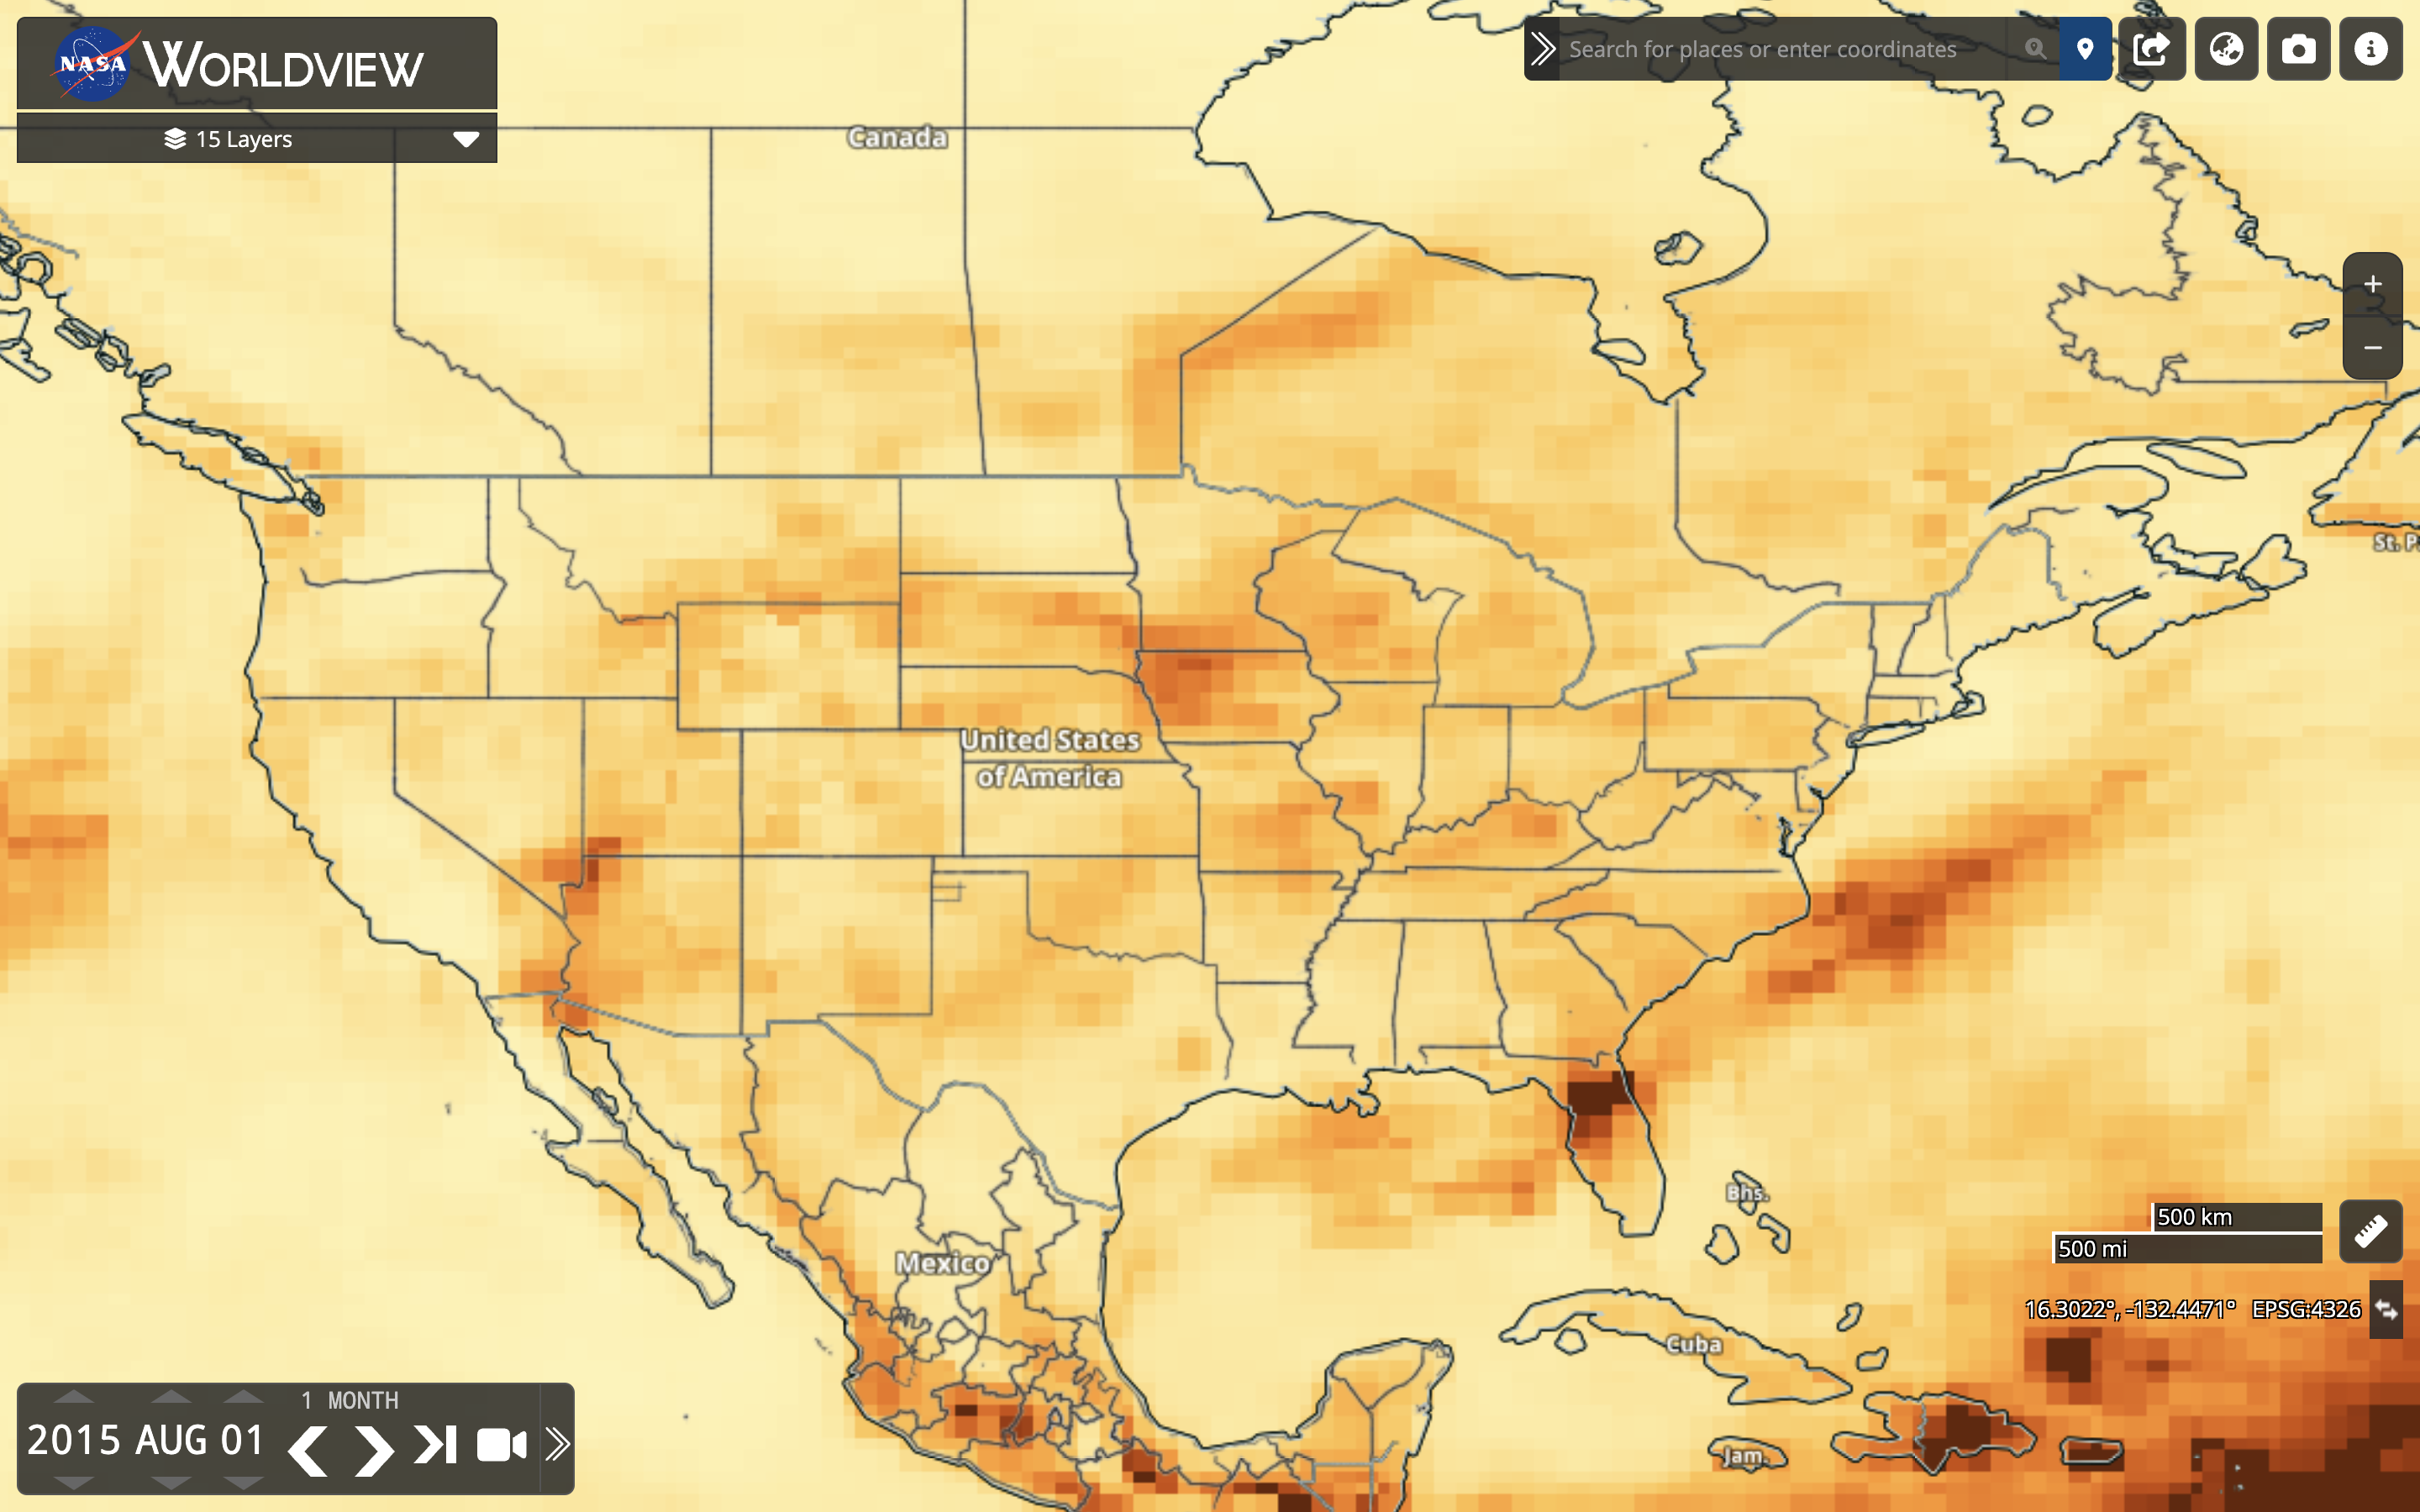 NASA WORLDVIEW
15 Layers
Search for places or enter coordinates
Canada
St. P
United States
of America
Bhs.
500 km
500 mi
Mexico
16.3022°, -132.4471° EPSG:4326
Cuba
Jam.
1 MONTH
2015 AUG 01